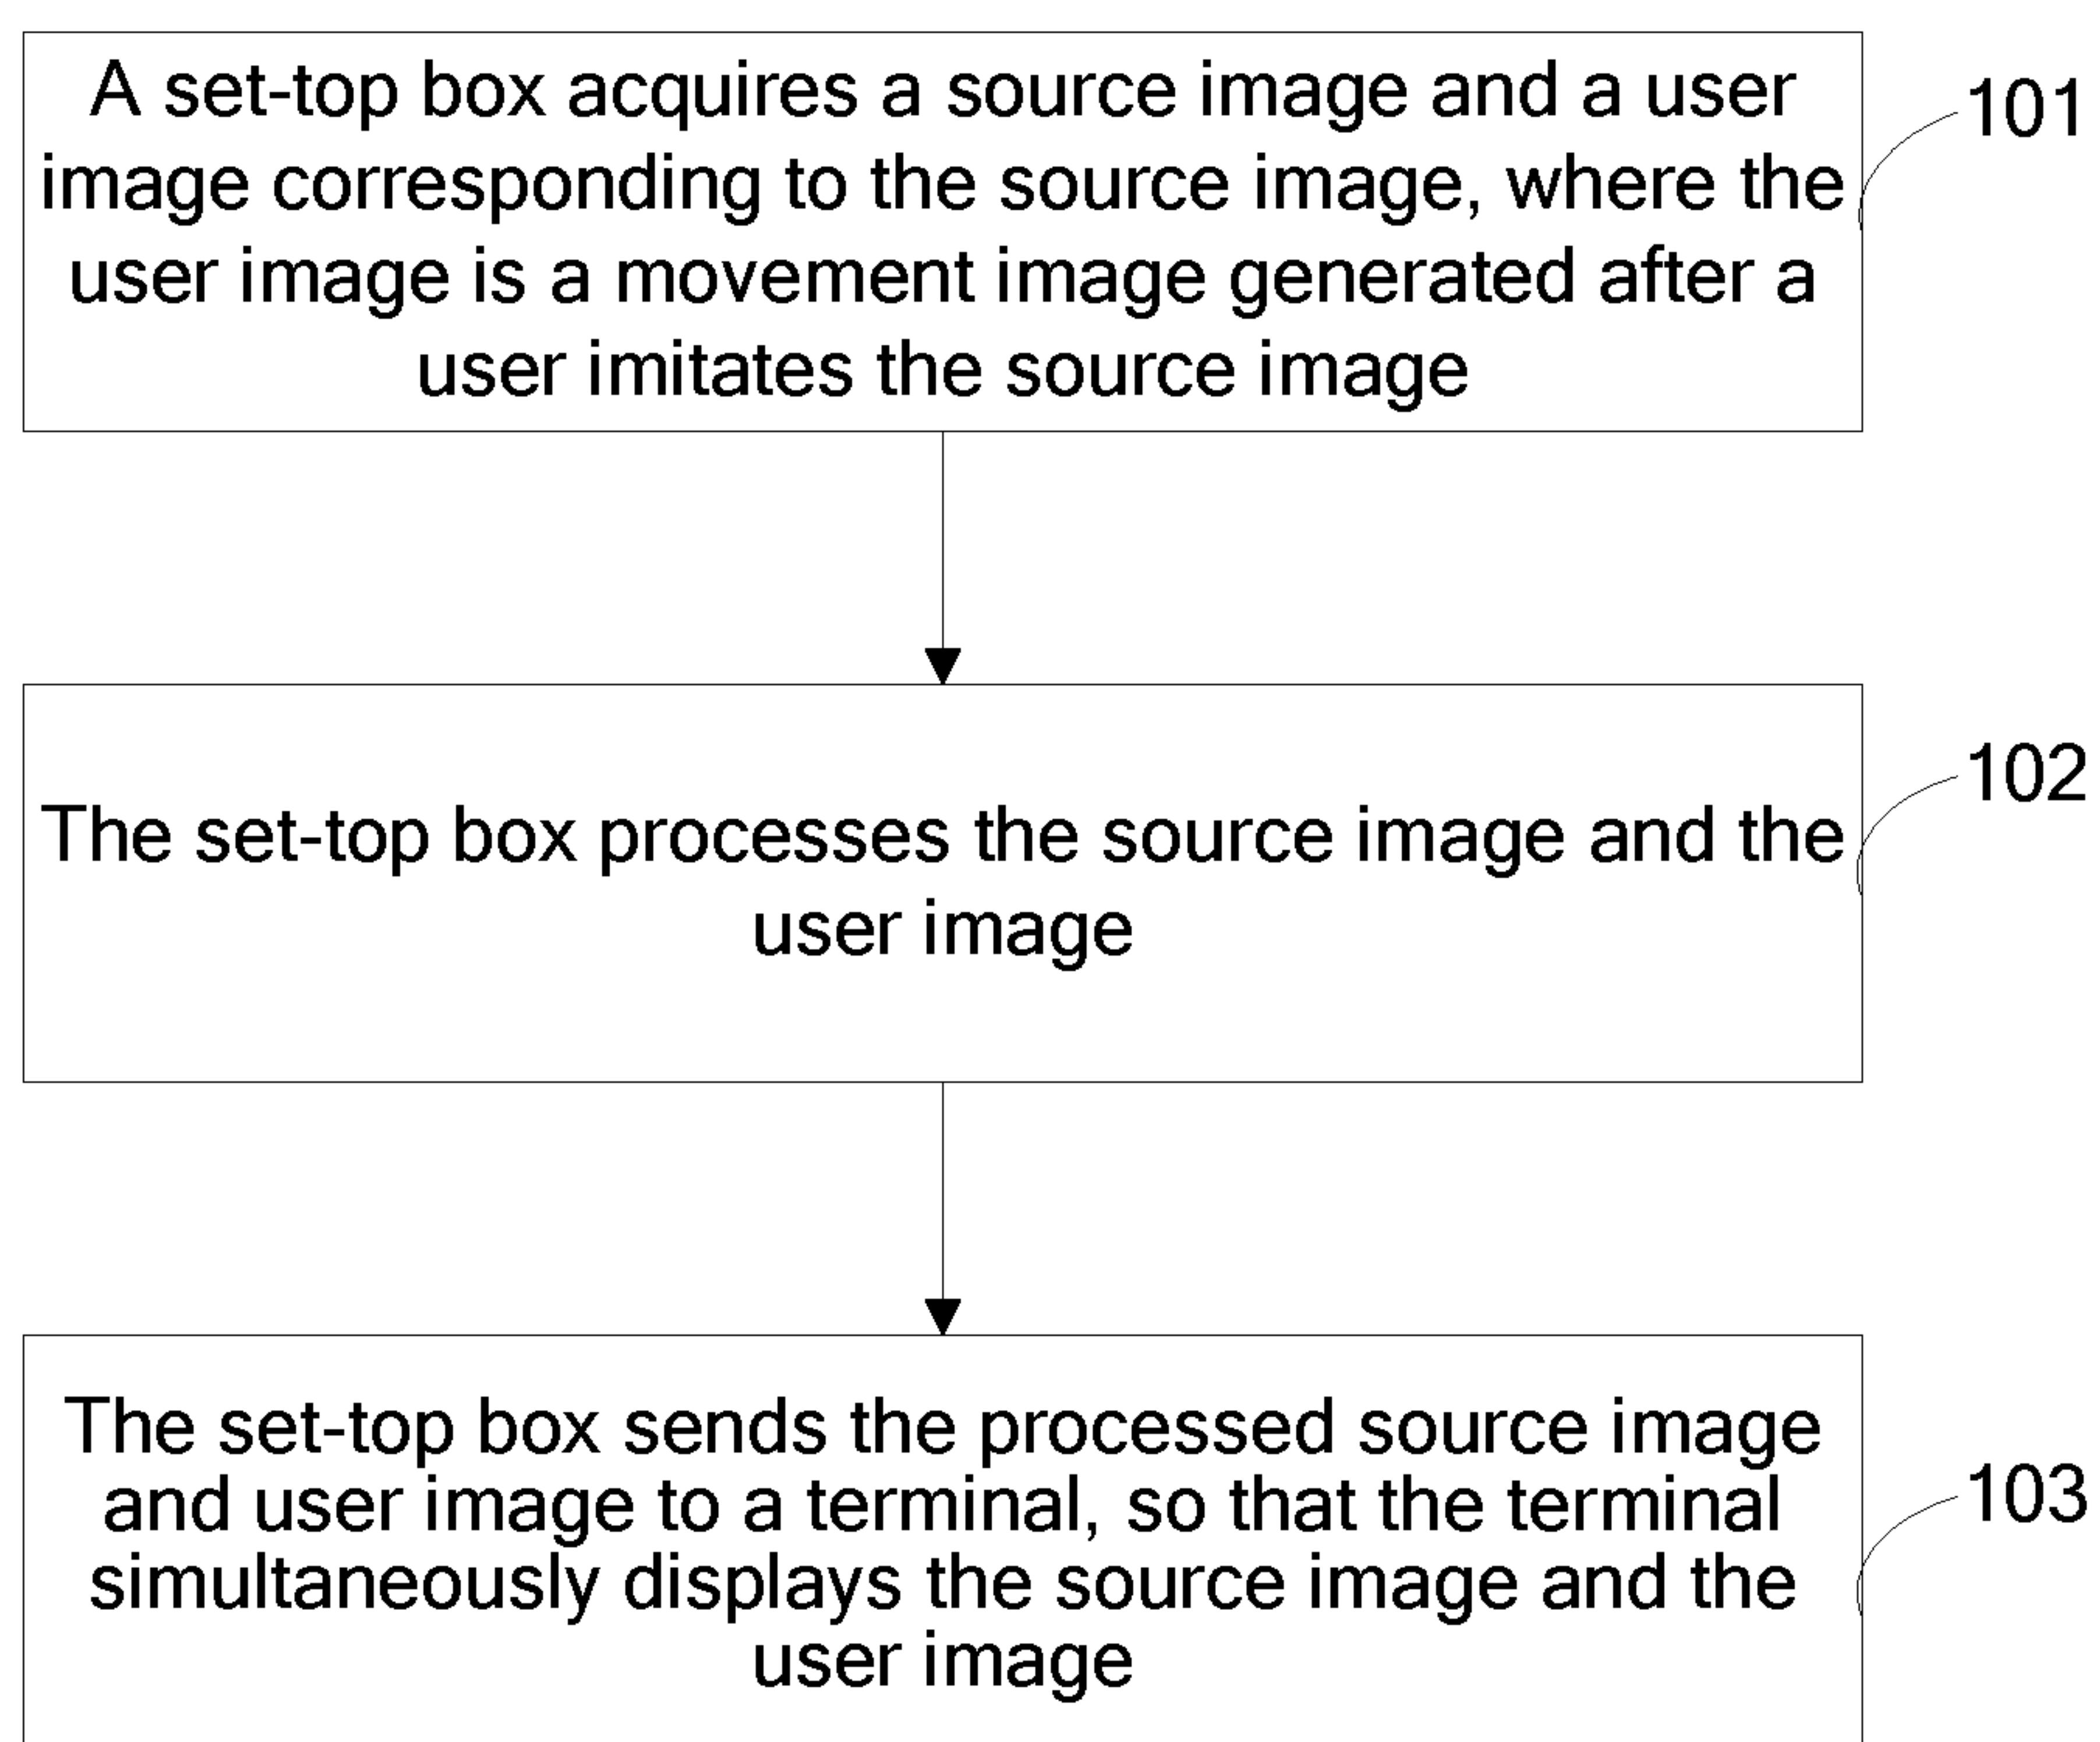 A set-top box acquires a source image and a user
image corresponding to the source image, where the
user image is a movement image generated after a
user imitates the source image
101
The set-top box processes the source image and the
user image
102
The set-top box sends the processed source image
and user image to a terminal, so that the terminal
simultaneously displays the source image and the
user image
103